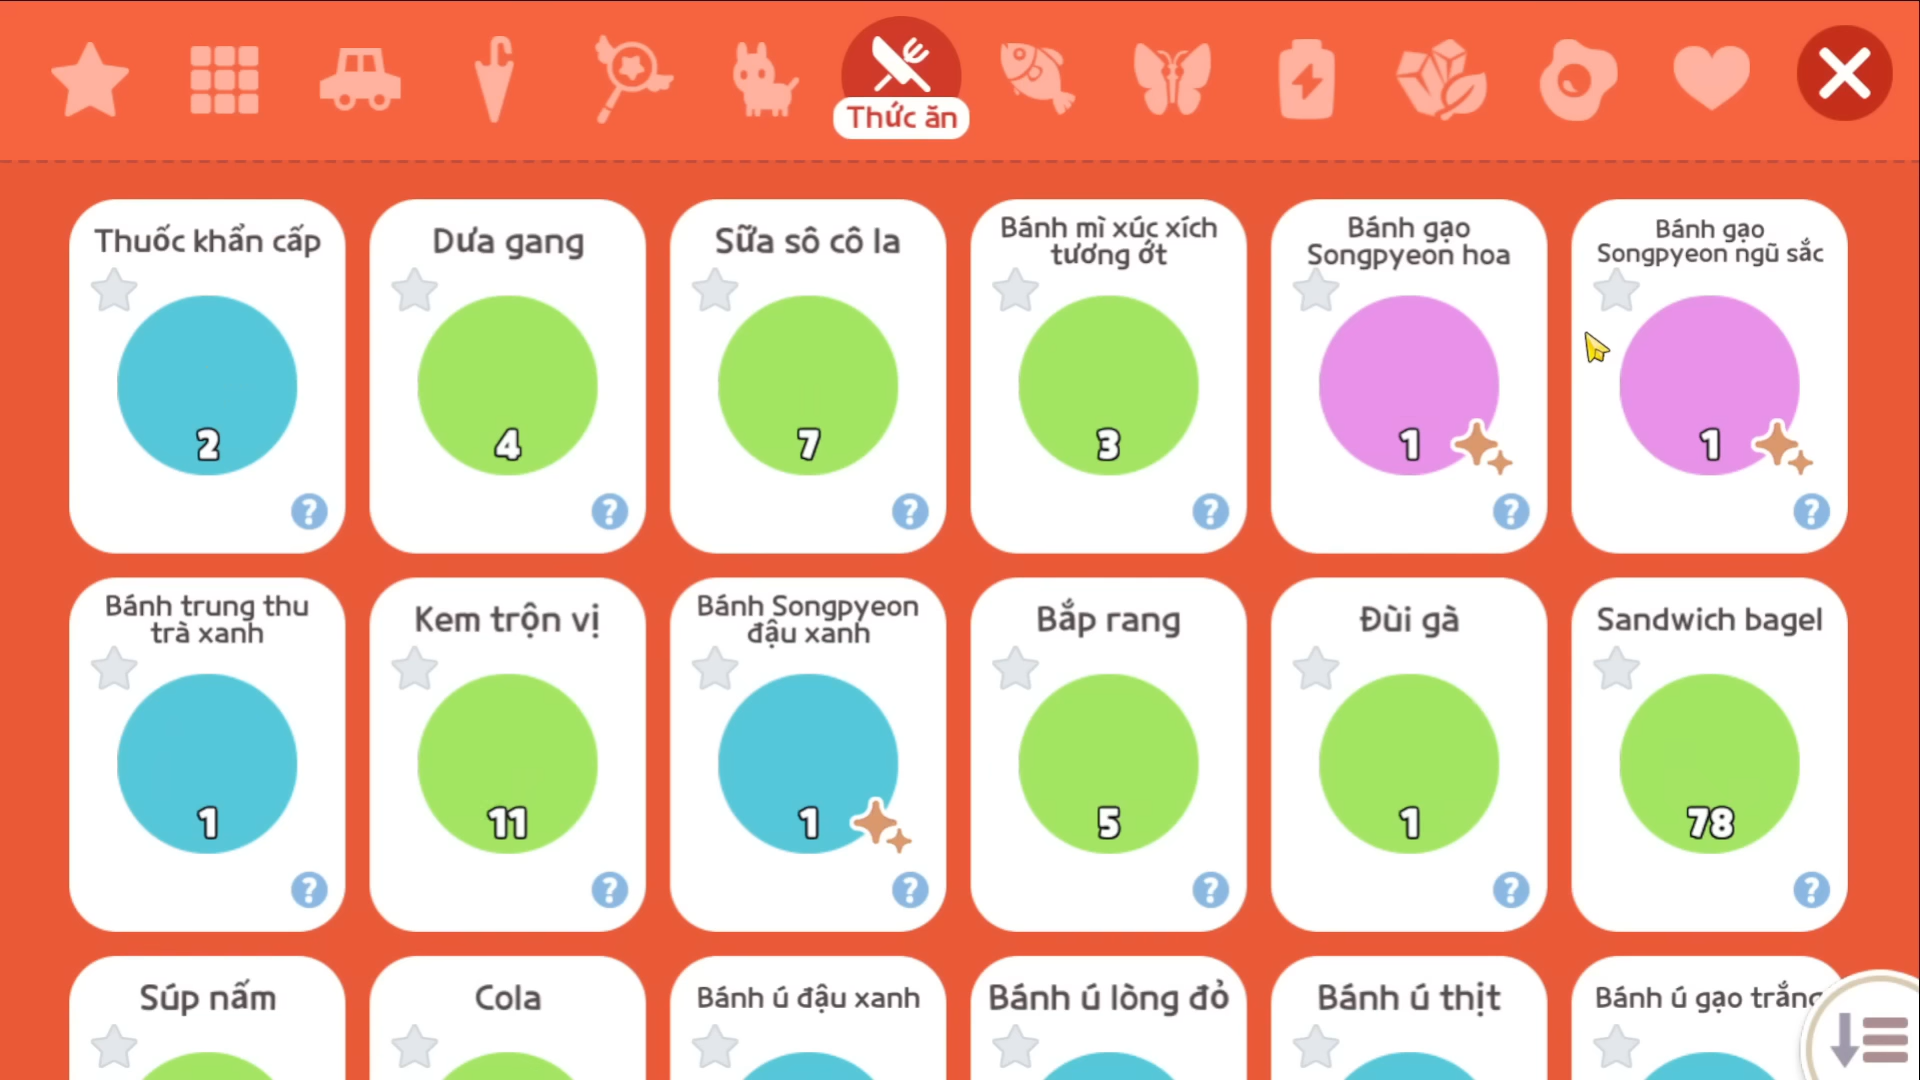 Thức ăn
Thuốc khẩn cấp
Dưa gang
Sữa sô cô la
Bánh mì xúc xích
tương ớt
Bánh gạo
Songpyeon hoa
Bánh gạo
Songpyeon ngũ sắc
2
4
7
3
1
1
?
?
?
?
?
?
Bánh trung thu
trà xanh
Kem trộn vị
Bánh Songpyeon
đậu xanh
Bắp rang
Đùi gà
Sandwich bagel
1
11
1
5
1
78
?
?
?
?
?
?
Súp nấm
Cola
Bánh ú đậu xanh
Bánh ú lòng đỏ
Bánh ú thịt
Bánh ú gạo trắng